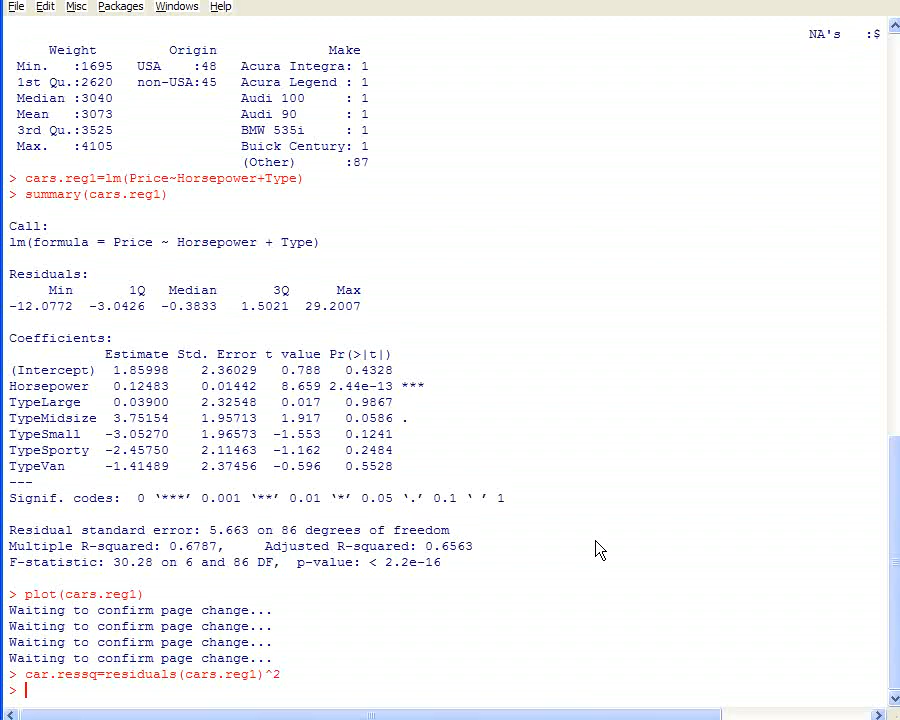 File Edit Misc Packages Windows Help
NA's :$
Weight Origin Make
Min. :1695 USA :48 Acura Integra: 1
1st Qu.:2620 non-USA:45 Acura Legend : 1
Median :3040 Audi 100 : 1
Mean :3073 Audi 90 : 1
3rd Qu.:3525 BMW 535i : 1
Max. :4105 Buick Century: 1
(Other) :87
> cars.reg1=lm(Price~Horsepower+Type)
> summary(cars.reg1)
Call:
lm(formula = Price ~ Horsepower + Type)
Residuals:
Min 1Q Median 3Q Max
-12.0772 -3.0426 -0.3833 1.5021 29.2007
Coefficients:
Estimate Std. Error t value Pr(>|t|)
(Intercept) 1.85998 2.36029 0.788 0.4328
Horsepower 0.12483 0.01442 8.659 2.44e-13 ***
TypeLarge 0.03900 2.32548 0.017 0.9867
TypeMidsize 3.75154 1.95713 1.917 0.0586 .
TypeSmall -3.05270 1.96573 -1.553 0.1241
TypeSporty -2.45750 2.11463 -1.162 0.2484
TypeVan -1.41489 2.37456 -0.596 0.5528
---
Signif. codes: 0 ‘***’ 0.001 ‘**’ 0.01 ‘*’ 0.05 ‘.’ 0.1 ‘ ’ 1
Residual standard error: 5.663 on 86 degrees of freedom
Multiple R-squared: 0.6787, Adjusted R-squared: 0.6563
F-statistic: 30.28 on 6 and 86 DF, p-value: < 2.2e-16
> plot(cars.reg1)
Waiting to confirm page change...
Waiting to confirm page change...
Waiting to confirm page change...
Waiting to confirm page change...
> car.ressq=residuals(cars.reg1)^2
>